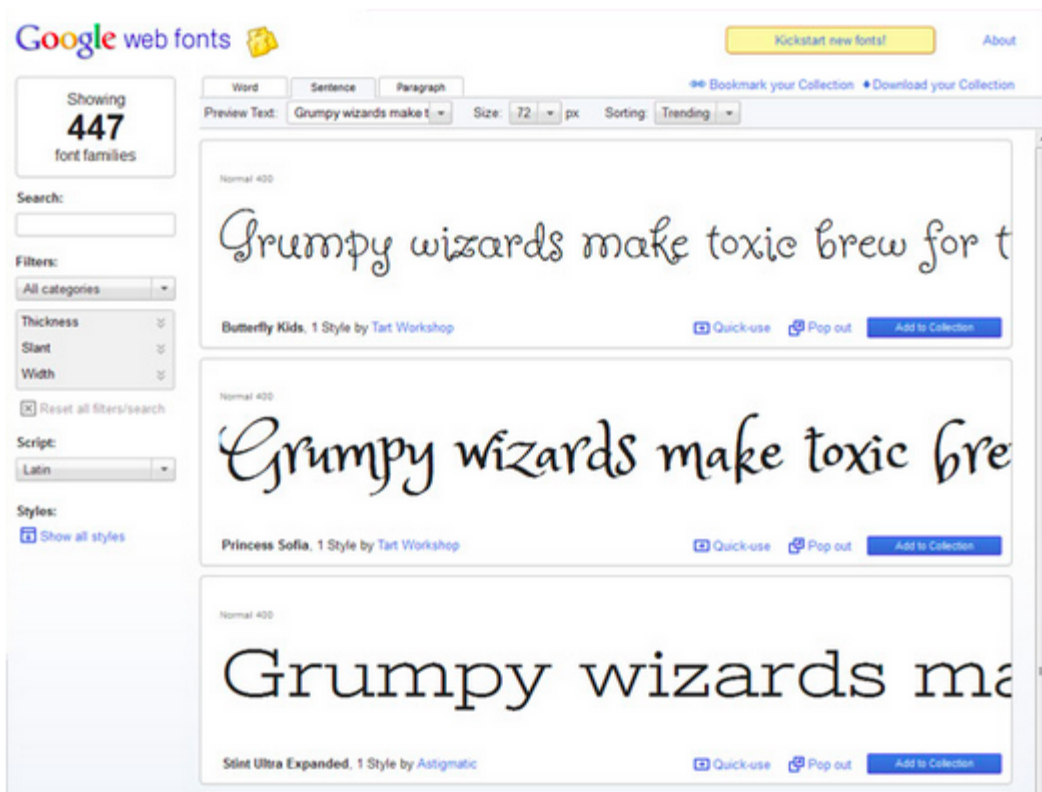 Google web fonts
Kickstart new fonts!
About
Showing
447
font families
Word
Sentence
Paragraph
Bookmark your Collection
Download your Collection
Preview Text: Grumpy wizards make t
Size: 72 px
Sorting: Trending
Search:
Filters:
All categories
Thickness
Slant
Width
Reset all filters/search
Script:
Latin
Styles:
Show all styles
Normal 400
Grumpy wizards make toxic brew for t
Butterfly Kids, 1 Style by Tart Workshop
Quick-use
Pop out
Add to Collection
Normal 400
Grumpy wizards make toxic bre
Princess Sofia, 1 Style by Tart Workshop
Quick-use
Pop out
Add to Collection
Normal 400
Grumpy wizards ma
Stint Ultra Expanded, 1 Style by Astigmatic
Quick-use
Pop out
Add to Collection